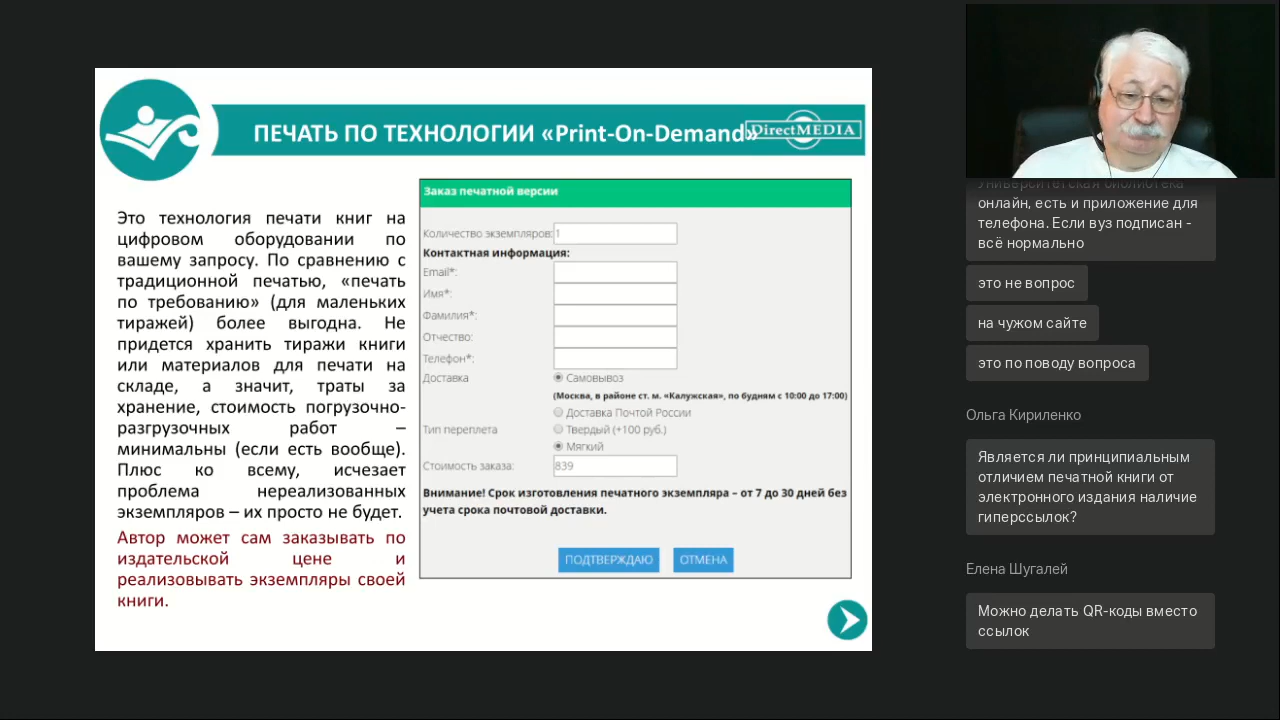 ПЕЧАТЬ ПО ТЕХНОЛОГИИ «Print-On-Demand»
DirectMEDIA
Это технология печати книг на
цифровом оборудовании по
вашему запросу. По сравнению с
традиционной печатью, «печать
по требованию» (для маленьких
тиражей) более выгодна. Не
придется хранить тиражи книги
или материалов для печати на
складе, а значит, траты за
хранение, стоимость погрузочно-
разгрузочных работ –
минимальны (если есть вообще).
Плюс ко всему, исчезает
проблема нереализованных
экземпляров – их просто не будет.
Автор может сам заказывать по
издательской цене и
реализовывать экземпляры своей
книги.
Заказ печатной версии
Количество экземпляров: 1
Контактная информация:
Email*:
Имя*:
Фамилия*:
Отчество:
Телефон*:
Доставка Самовывоз
(Москва, в районе ст. м. «Калужская», по будням с 10:00 до 17:00)
Доставка Почтой России
Тип переплета Твердый (+100 руб.)
Мягкий
Стоимость заказа: 839
Внимание! Срок изготовления печатного экземпляра – от 7 до 30 дней без
учета срока почтовой доставки.
ПОДТВЕРЖДАЮ ОТМЕНА
Университетская библиотека
онлайн, есть и приложение для
телефона. Если вуз подписан -
всё нормально
это не вопрос
на чужом сайте
это по поводу вопроса
Ольга Кириленко
Является ли принципиальным
отличием печатной книги от
электронного издания наличие
гиперссылок?
Елена Шугалей
Можно делать QR-коды вместо
ссылок